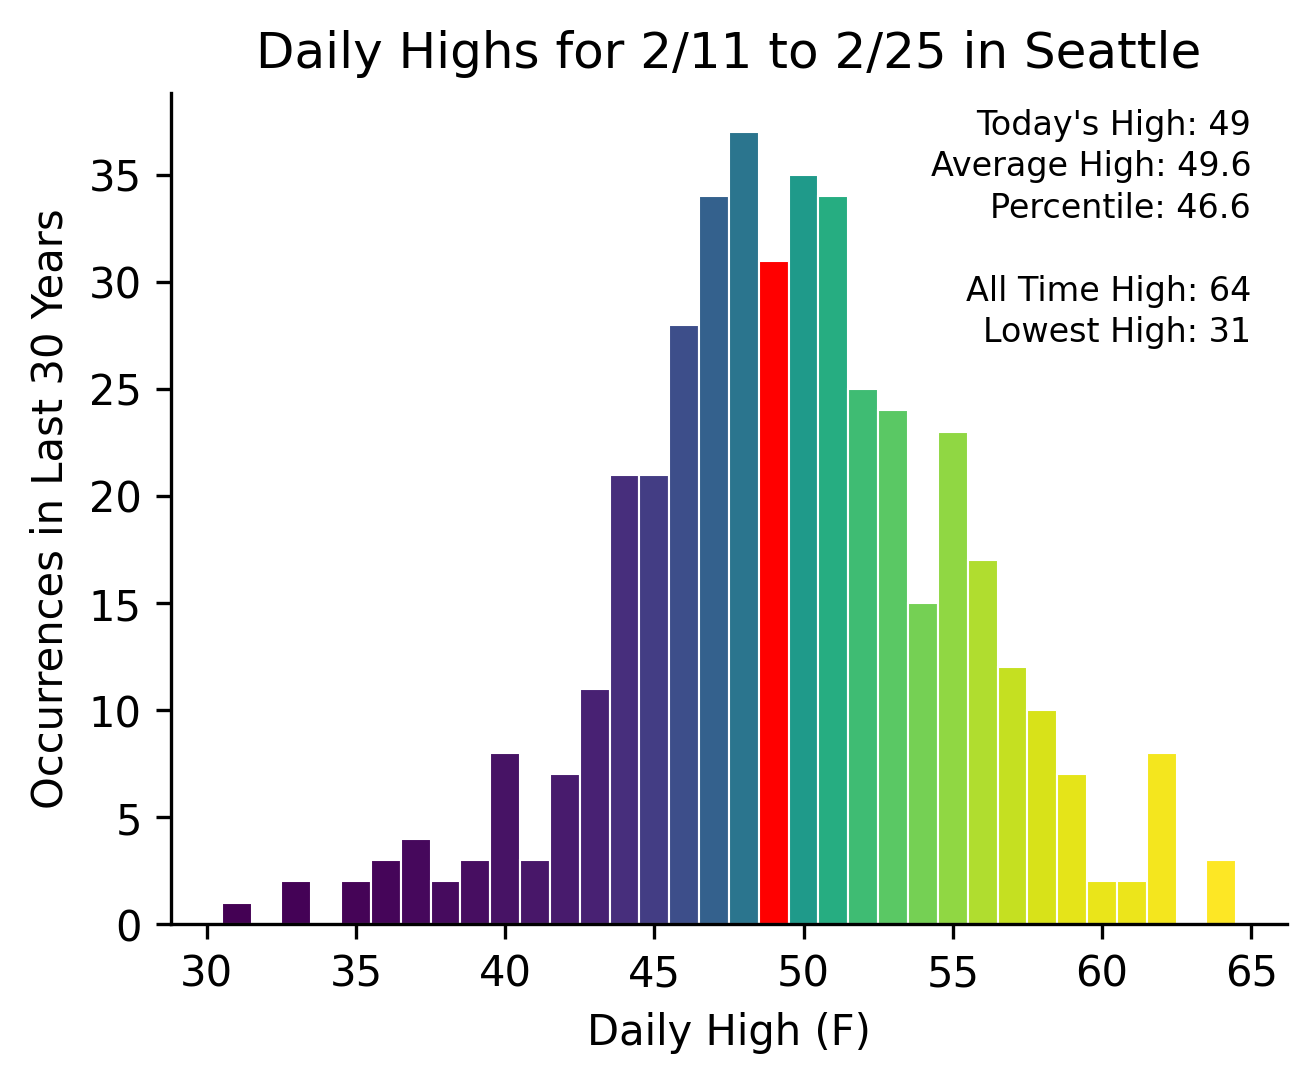 Daily Highs for 2/11 to 2/25 in Seattle
Today's High: 49
Average High: 49.6
Percentile: 46.6
All Time High: 64
Lowest High: 31
Occurrences in Last 30 Years
35
30
25
20
15
10
5
0
30 35 40 45 50 55 60 65
Daily High (F)